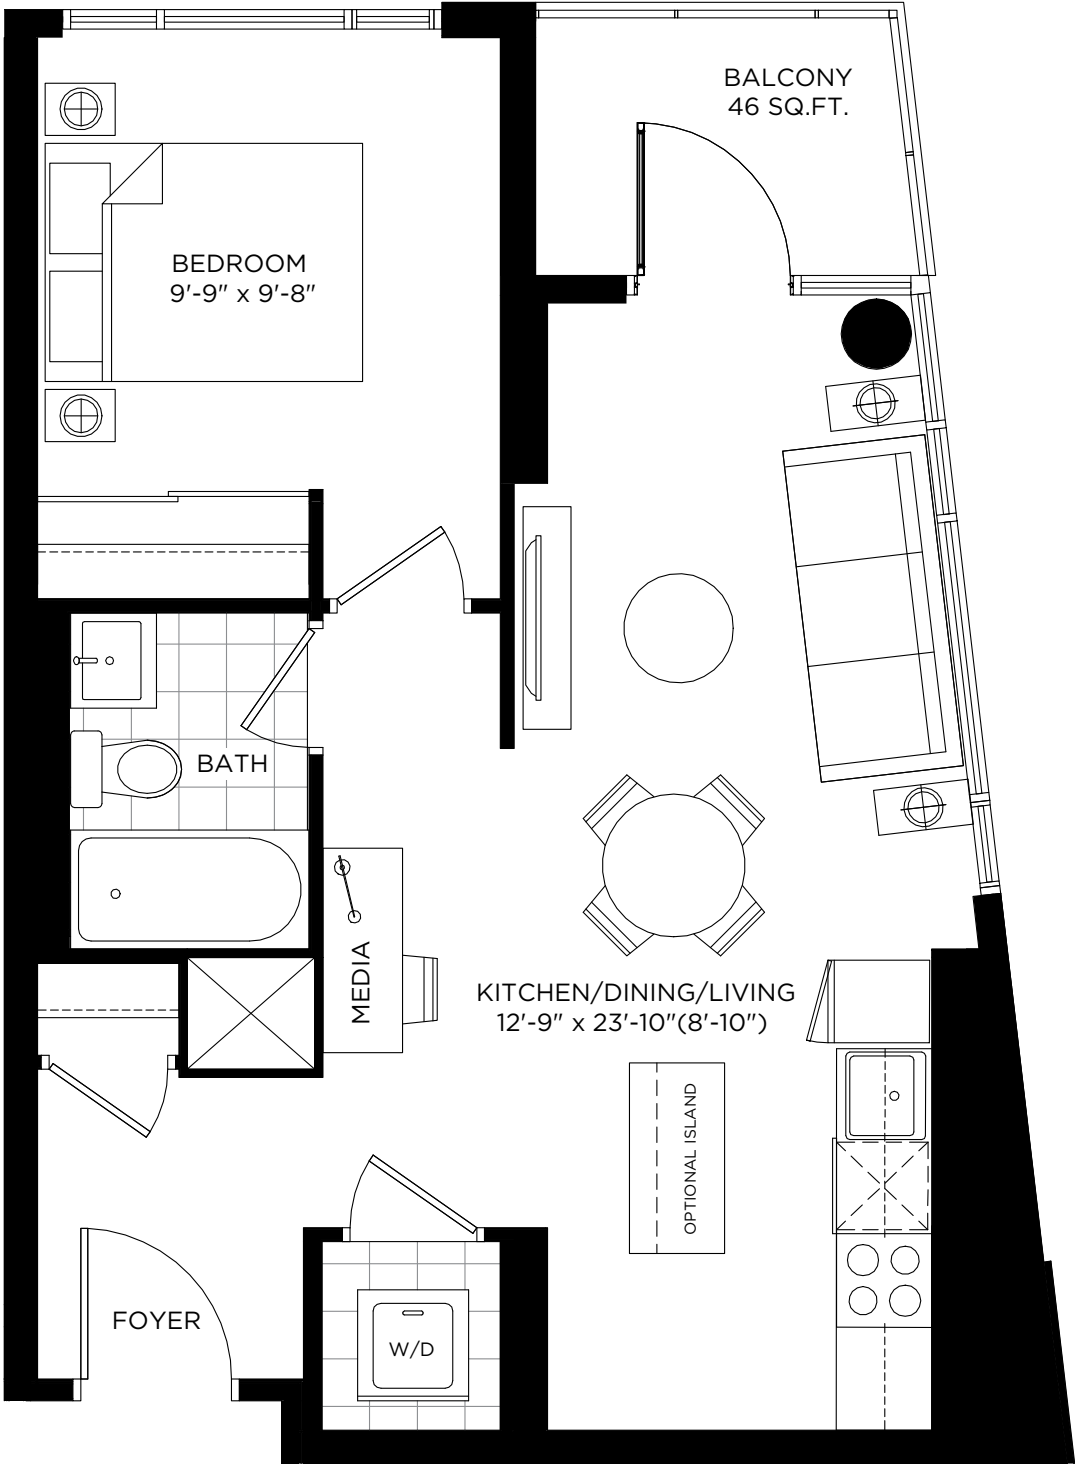 BALCONY
46 SQ.FT.
BEDROOM
9'-9" x 9'-8"
BATH
MEDIA
KITCHEN/DINING/LIVING
12'-9" x 23'-10"(8'-10")
OPTIONAL ISLAND
FOYER
W/D